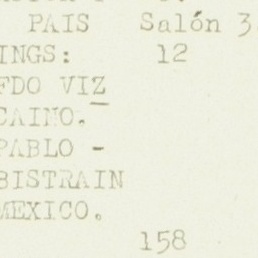 PAIS Salón 3
INGS: 12
FDO VIZ
CAINO.
PABLO -
BISTRAIN
MEXICO.
158